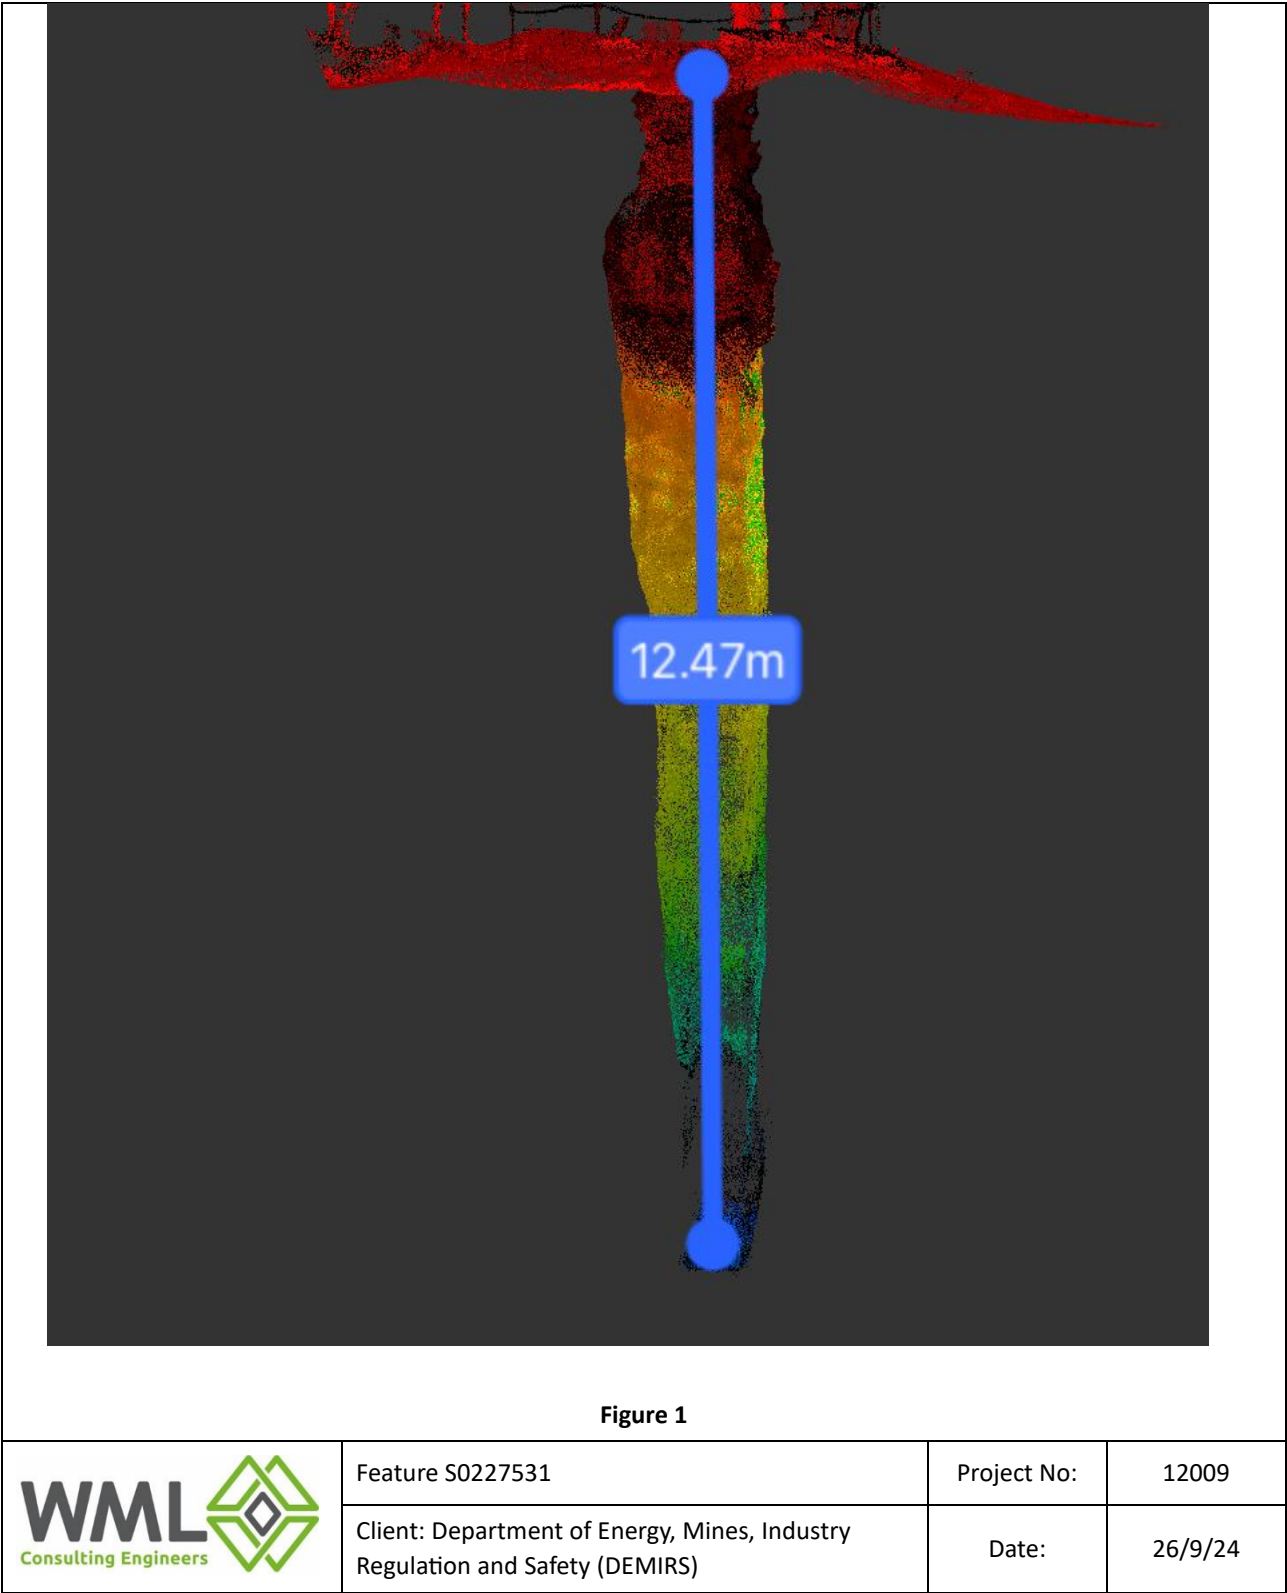 12.47m
Figure 1
WML
Consulting Engineers
Feature S0227531
Project No:
12009
Client: Department of Energy, Mines, Industry
Regulation and Safety (DEMIRS)
Date:
26/9/24